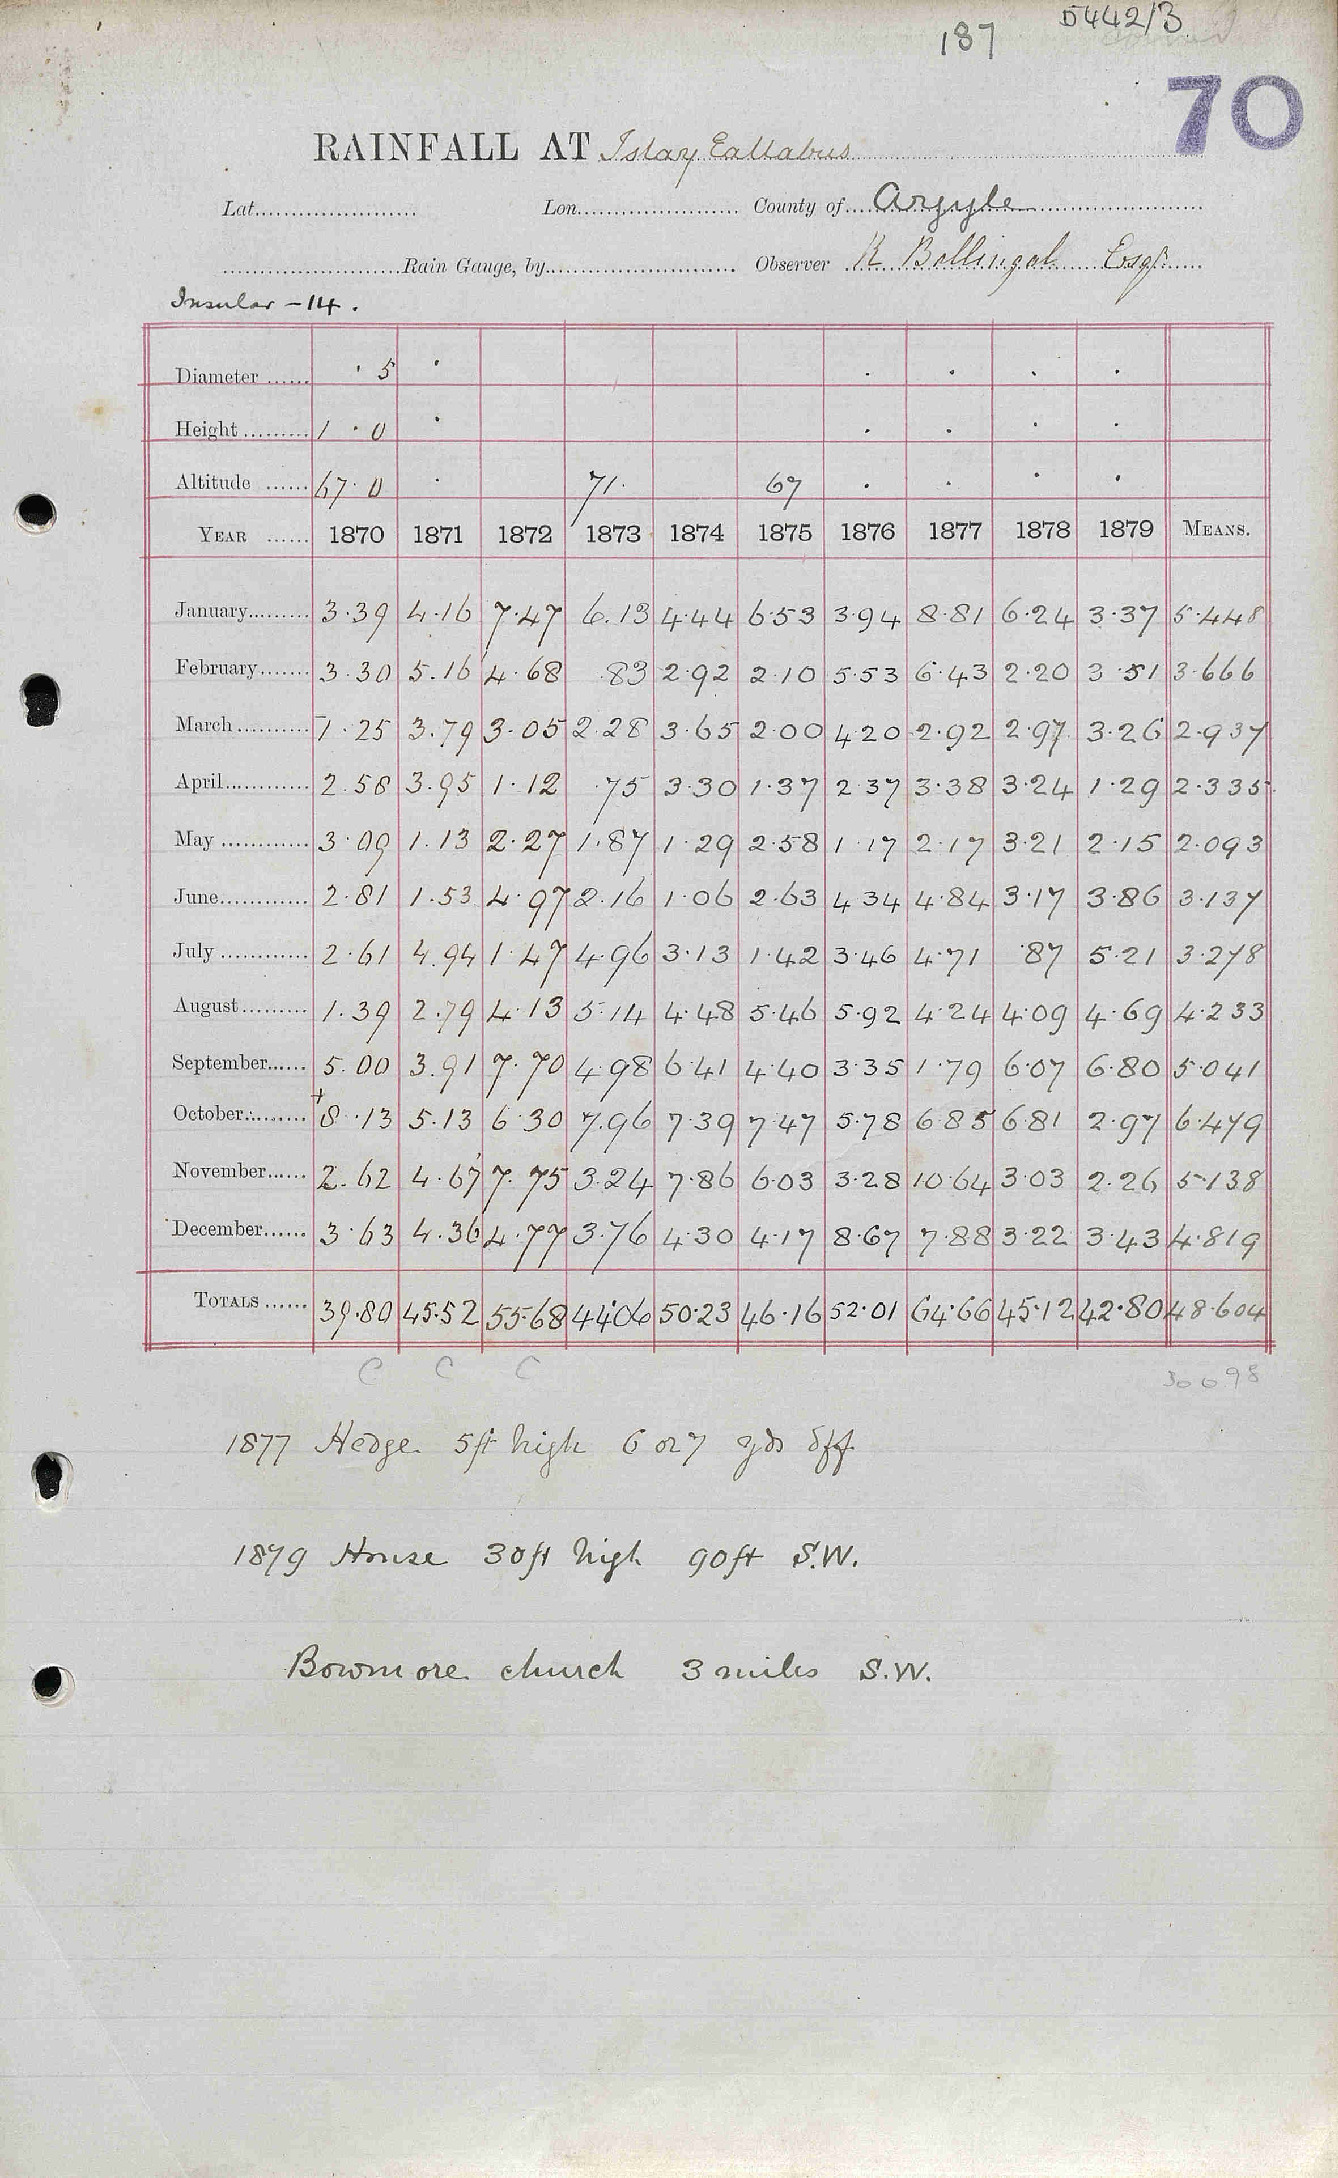 5442/3
187
70
RAINFALL AT Islay Eallabus
Lat. Lon. County of Argyle
Rain Gauge, by Observer R Ballingal Esqr
Insular - 14.
Diameter · 5 · · · · ·
Height 1 · 0 · · · · ·
Altitude 67· 0 · 71· 67 · · · ·
YEAR 1870 1871 1872 1873 1874 1875 1876 1877 1878 1879 MEANS.
January 3·39 4·16 7·47 6.13 4·44 6·53 3·94 8·81 6·24 3·37 5·448
February 3·30 5.16 4·68 ·83 2·92 2·10 5·53 6·43 2·20 3·51 3·666
March 1·25 3.79 3·05 2·28 3·65 2·00 4·20 2·92 2·97 3·26 2·937
April 2·58 3.95 1·12 ·75 3·30 1·37 2·37 3·38 3·24 1·29 2·335
May 3·09 1.13 2·27 1·87 1·29 2·58 1·17 2·17 3·21 2·15 2·093
June 2·81 1.53 4·97 2·16 1·06 2·63 4·34 4·84 3·17 3·86 3·137
July 2·61 4.94 1·47 4·96 3·13 1·42 3·46 4·71 ·87 5·21 3·278
August 1·39 2.79 4·13 5·14 4·48 5·46 5·92 4·24 4·09 4·69 4·233
September 5.00 3.91 7·70 4·98 6·41 4·40 3·35 1·79 6·07 6·80 5·041
October +8·13 5·13 6·30 7.96 7·39 7·47 5·78 6·85 6·81 2·97 6·479
November 2.62 4·67 7·75 3·24 7·86 6·03 3·28 10·64 3·03 2·26 5·138
December 3·63 4.36 4·77 3·76 4·30 4·17 8·67 7·88 3·22 3·43 4·819
TOTALS 39·80 45·52 55·68 44·06 50·23 46·16 52·01 64·66 45·12 42·80 48·604
C C C
1877 Hedge 5ft high 6 or 7 yds off
1879 House 30ft high 90ft S.W.
Bowmore church 3 miles S.W.